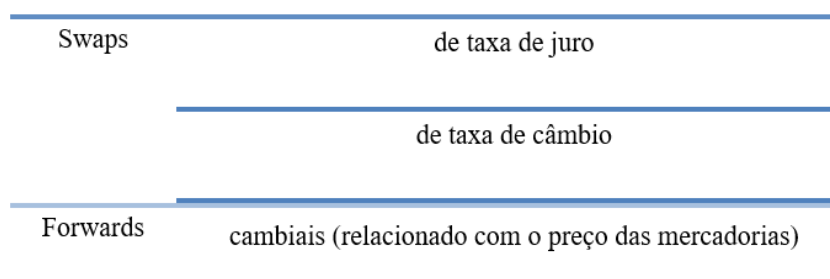 Swaps
de taxa de juro
de taxa de câmbio
Forwards
cambiais (relacionado com o preço das mercadorias)